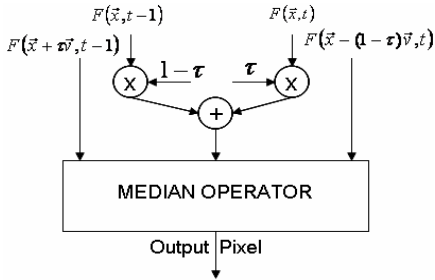 F(x⃗, t−1)
F(x⃗, t)
F(x⃗ + τv⃗, t−1)
F(x⃗ − (1 − τ)v⃗, t)
1 − τ
τ
X
X
+
MEDIAN OPERATOR
Output Pixel